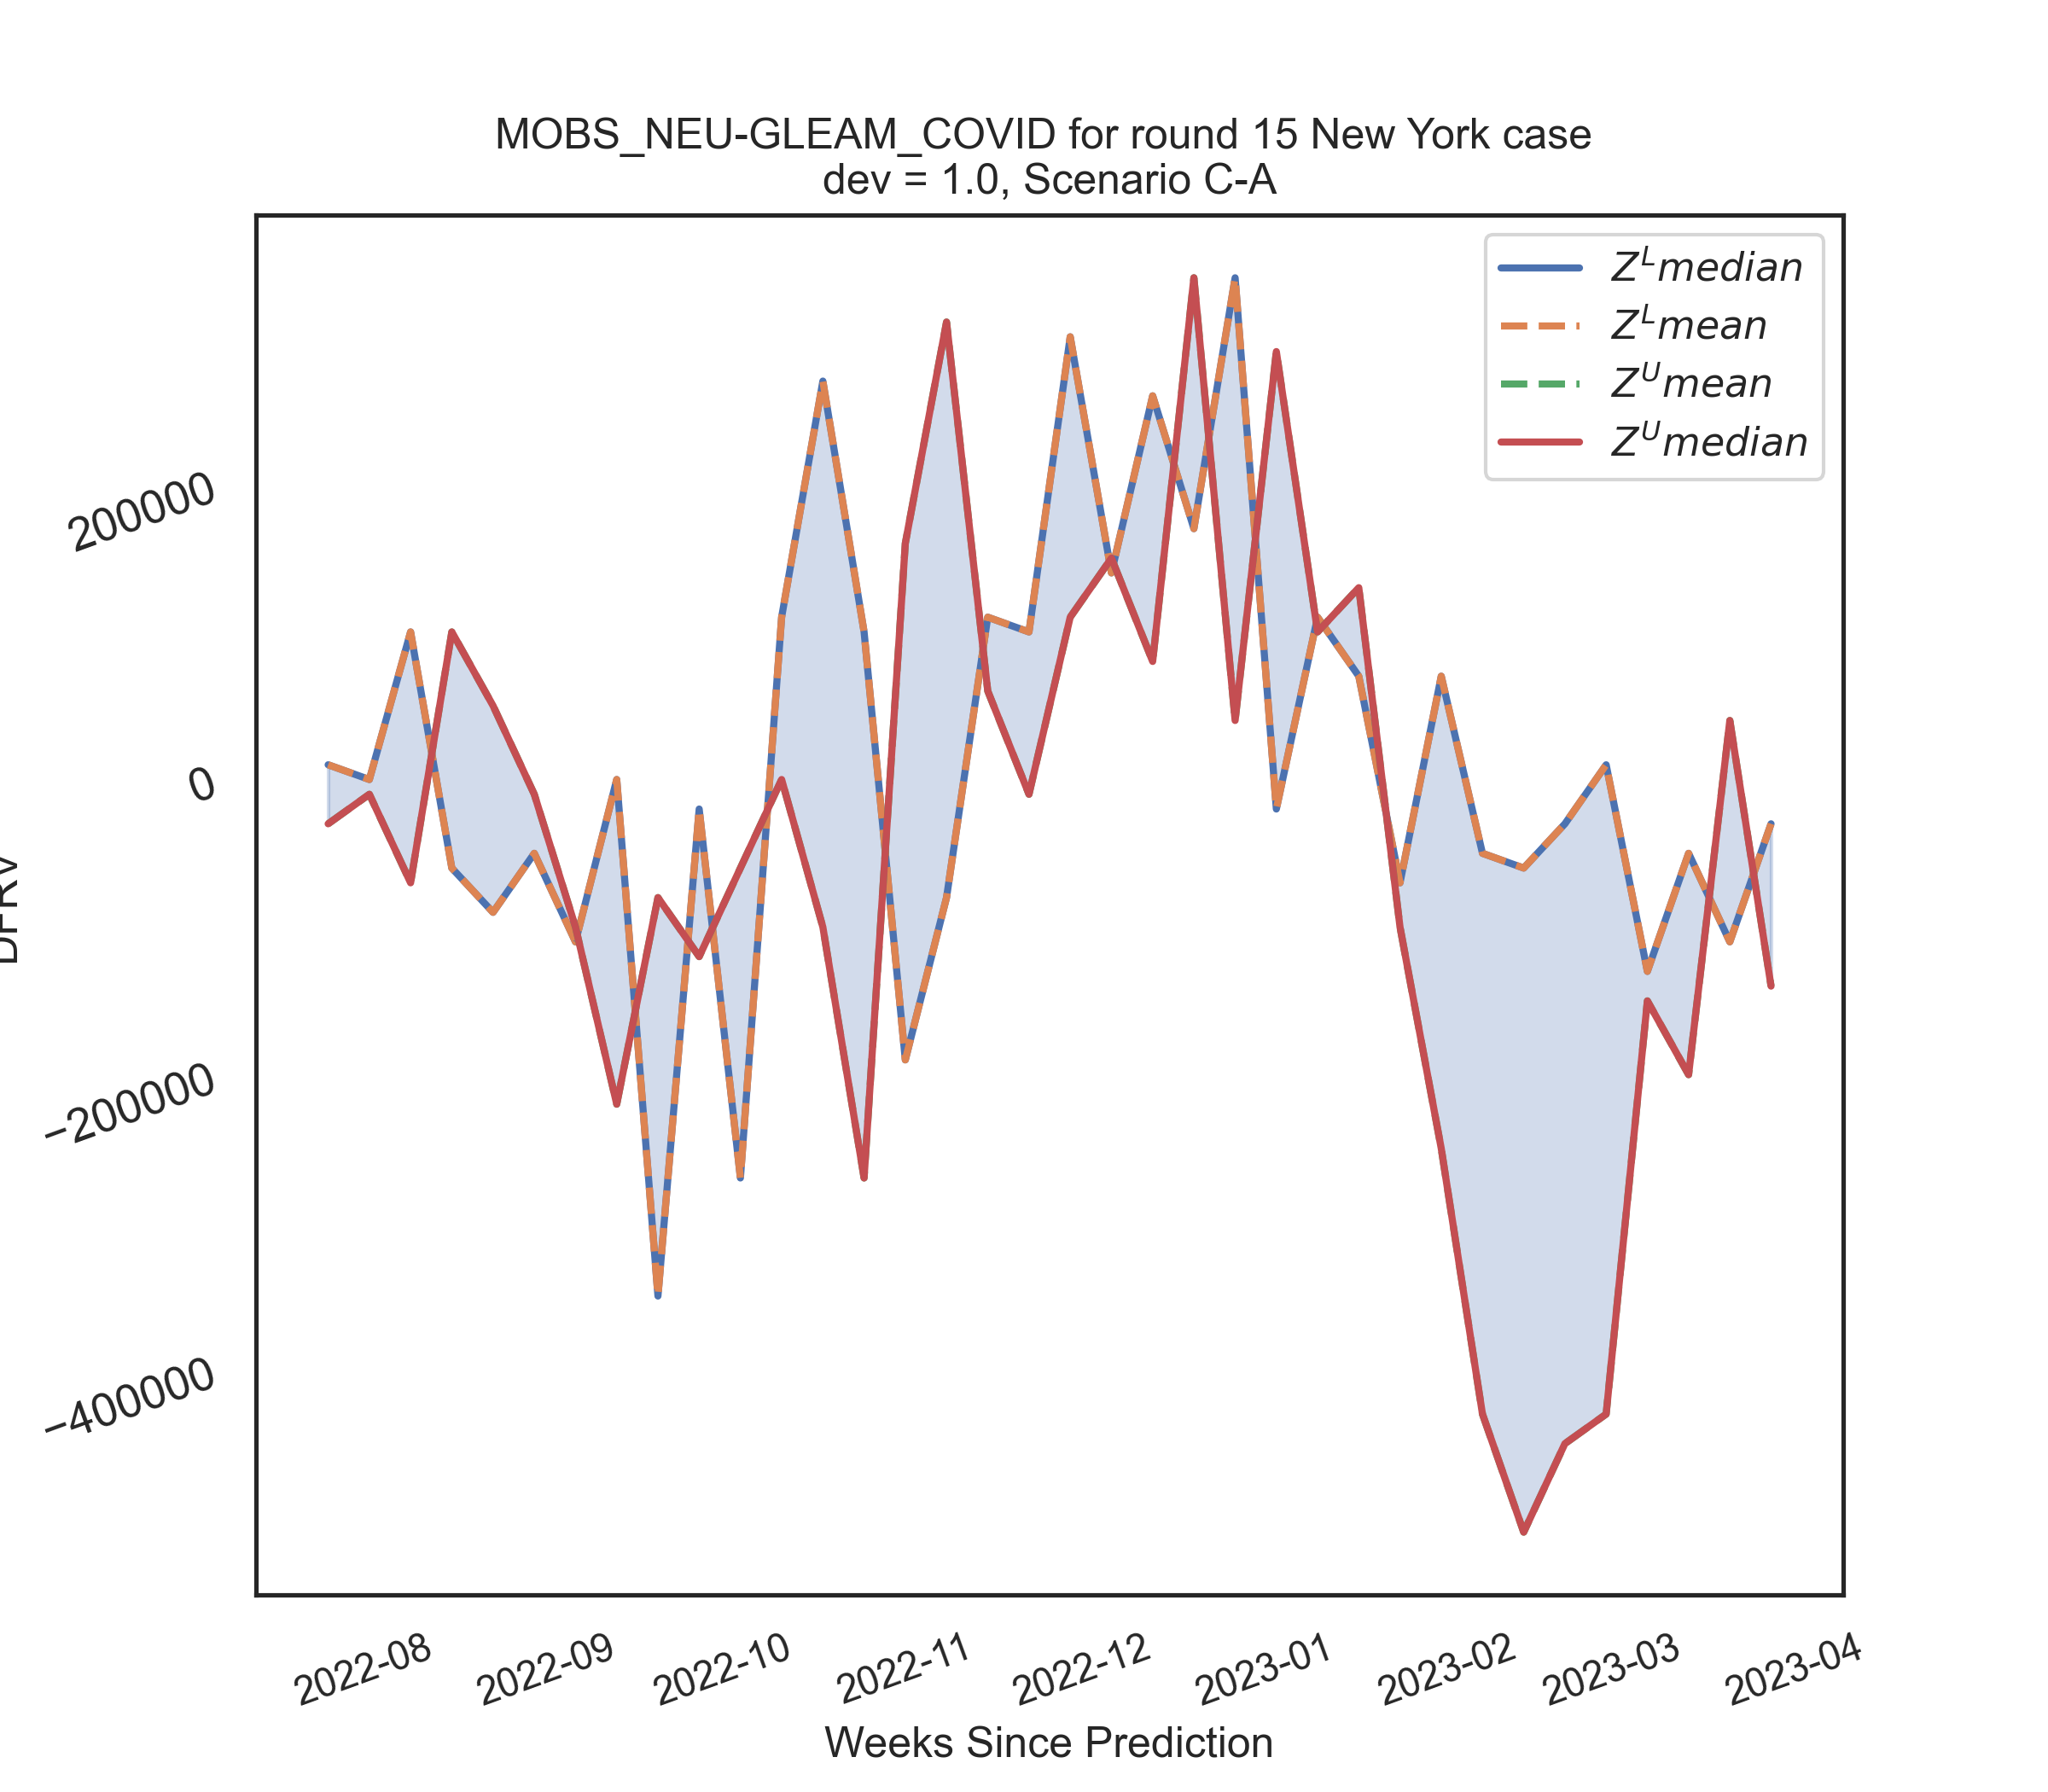 MOBS_NEU-GLEAM_COVID for round 15 New York case
dev = 1.0, Scenario C-A
Z^L median
Z^L mean
Z^U mean
Z^U median
200000
0
−200000
−400000
2022-08
2022-09
2022-10
2022-11
2022-12
2023-01
2023-02
2023-03
2023-04
Weeks Since Prediction